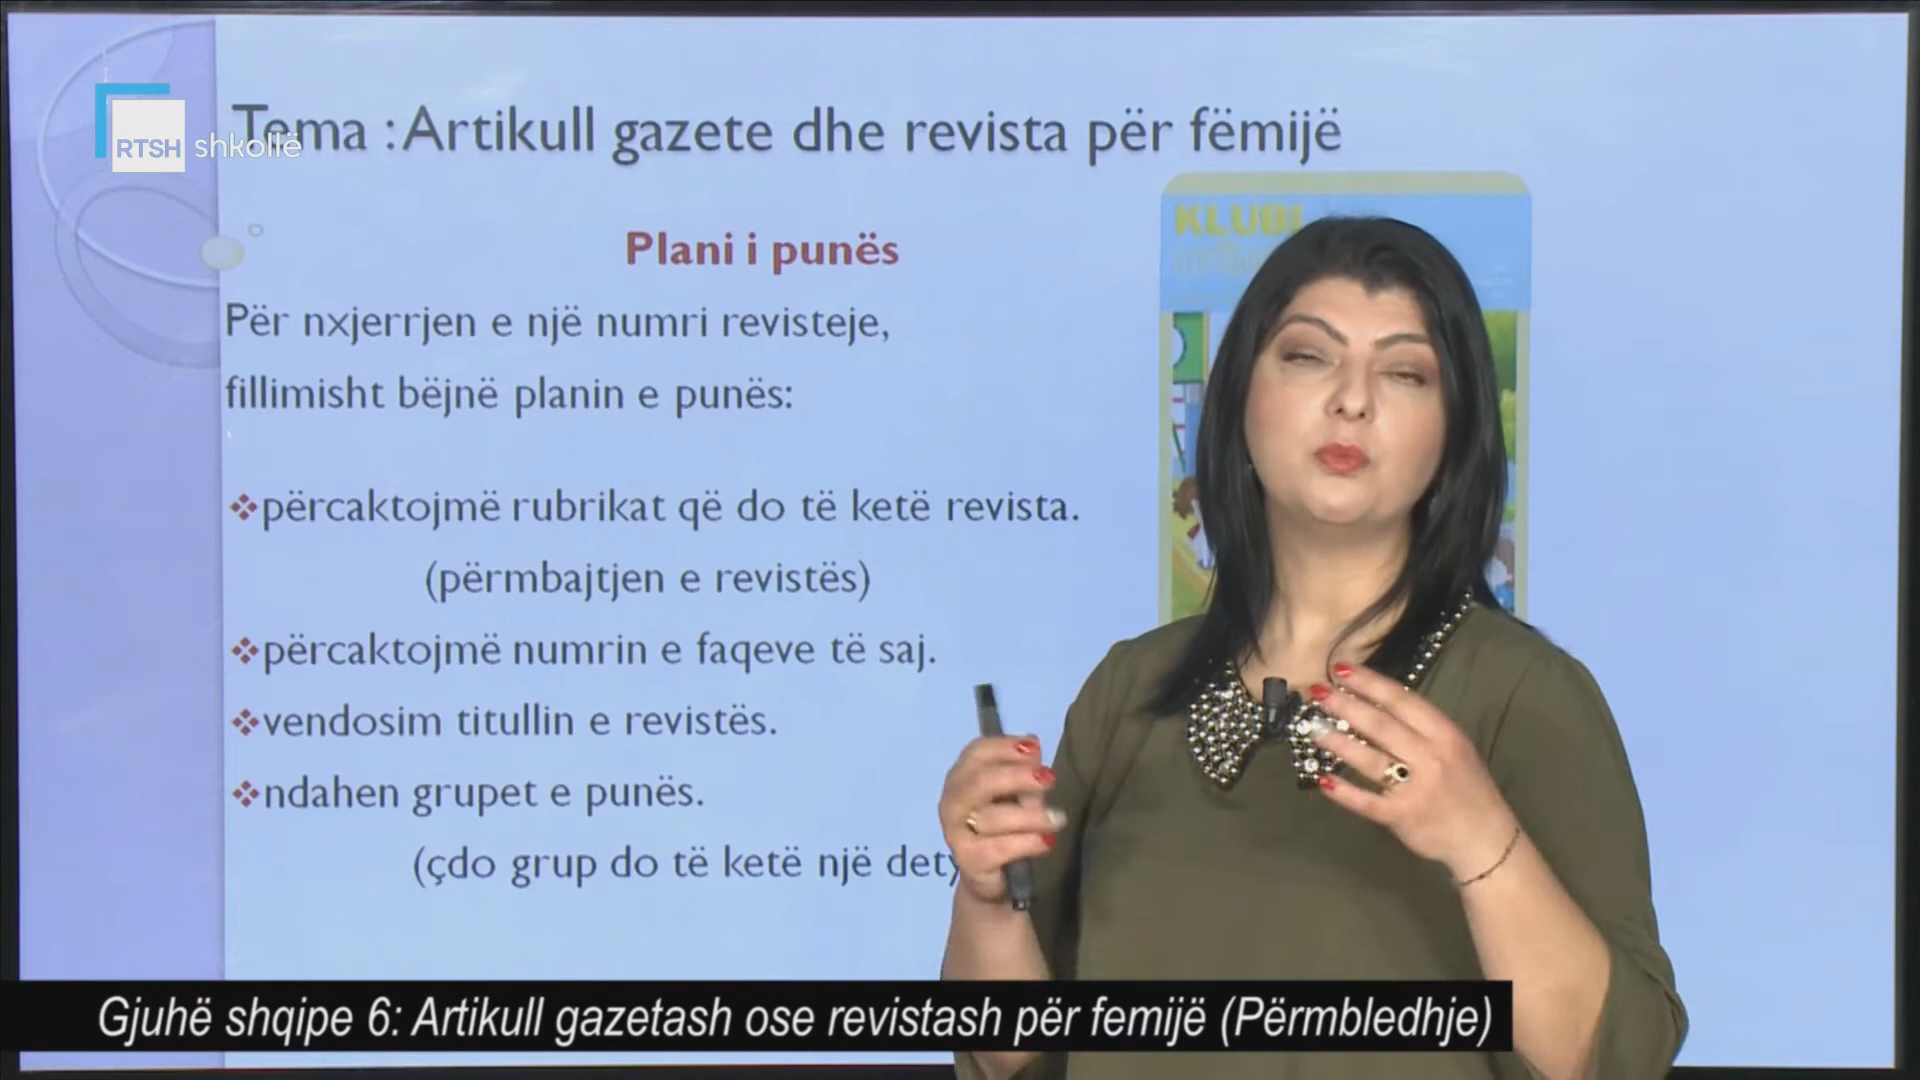 RTSH shkollë
Tema : Artikull gazete dhe revista për fëmijë
KLUBI
Plani i punës
Për nxjerrjen e një numri revisteje,
fillimisht bëjnë planin e punës:
përcaktojmë rubrikat që do të ketë revista.
(përmbajtjen e revistës)
përcaktojmë numrin e faqeve të saj.
vendosim titullin e revistës.
ndahen grupet e punës.
(çdo grup do të ketë një
Gjuhë shqipe 6: Artikull gazetash ose revistash për femijë (Përmbledhje)